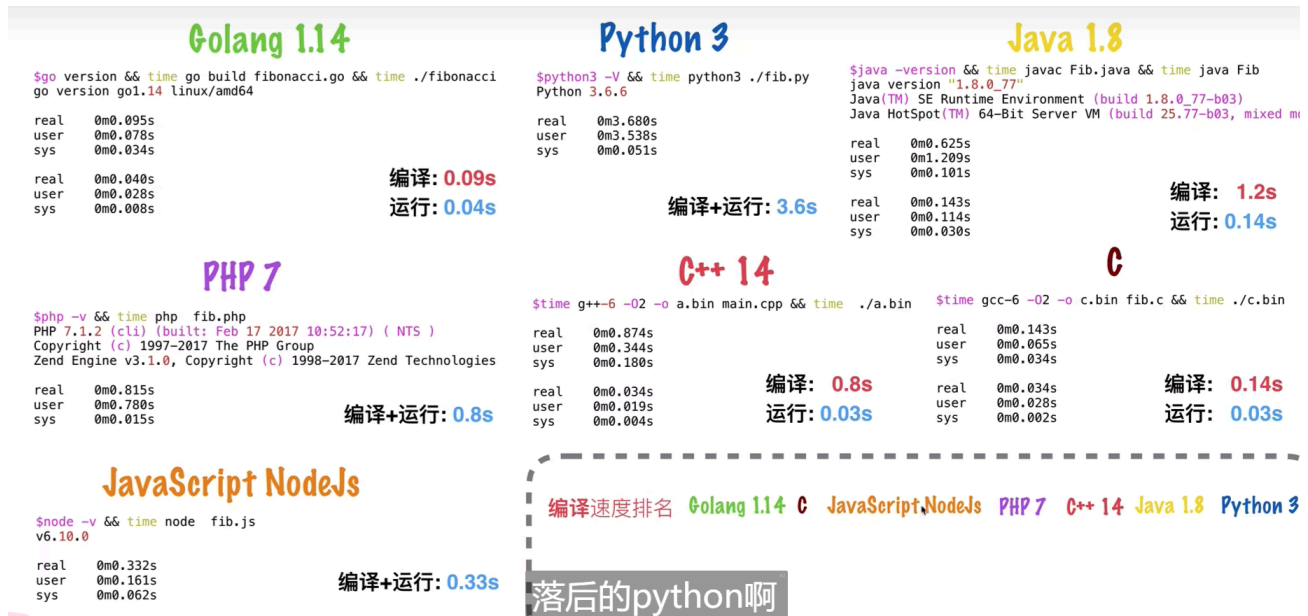 Golang 1.14
$go version && time go build fibonacci.go && time ./fibonacci
go version go1.14 linux/amd64
real 0m0.095s
user 0m0.078s
sys 0m0.034s
real 0m0.040s
user 0m0.028s
sys 0m0.008s
编译: 0.09s
运行: 0.04s
Python 3
$python3 -V && time python3 ./fib.py
Python 3.6.6
real 0m3.680s
user 0m3.538s
sys 0m0.051s
编译+运行: 3.6s
Java 1.8
$java -version && time javac Fib.java && time java Fib
java version "1.8.0_77"
Java(TM) SE Runtime Environment (build 1.8.0_77-b03)
Java HotSpot(TM) 64-Bit Server VM (build 25.77-b03, mixed
real 0m0.625s
user 0m1.209s
sys 0m0.101s
real 0m0.143s
user 0m0.114s
sys 0m0.030s
编译: 1.2s
运行: 0.14s
PHP 7
$php -v && time php fib.php
PHP 7.1.2 (cli) (built: Feb 17 2017 10:52:17) ( NTS )
Copyright (c) 1997-2017 The PHP Group
Zend Engine v3.1.0, Copyright (c) 1998-2017 Zend Technologies
real 0m0.815s
user 0m0.780s
sys 0m0.015s
编译+运行: 0.8s
C++ 14
$time g++-6 -O2 -o a.bin main.cpp && time ./a.bin
real 0m0.874s
user 0m0.344s
sys 0m0.180s
real 0m0.034s
user 0m0.019s
sys 0m0.004s
编译: 0.8s
运行: 0.03s
C
$time gcc-6 -O2 -o c.bin fib.c && time ./c.bin
real 0m0.143s
user 0m0.065s
sys 0m0.034s
real 0m0.034s
user 0m0.028s
sys 0m0.002s
编译: 0.14s
运行: 0.03s
JavaScript NodeJs
$node -v && time node fib.js
v6.10.0
real 0m0.332s
user 0m0.161s
sys 0m0.062s
编译+运行: 0.33s
编译速度排名 Golang 1.14 C JavaScript NodeJs PHP 7 C++ 14 Java 1.8 Python 3
落后的python啊